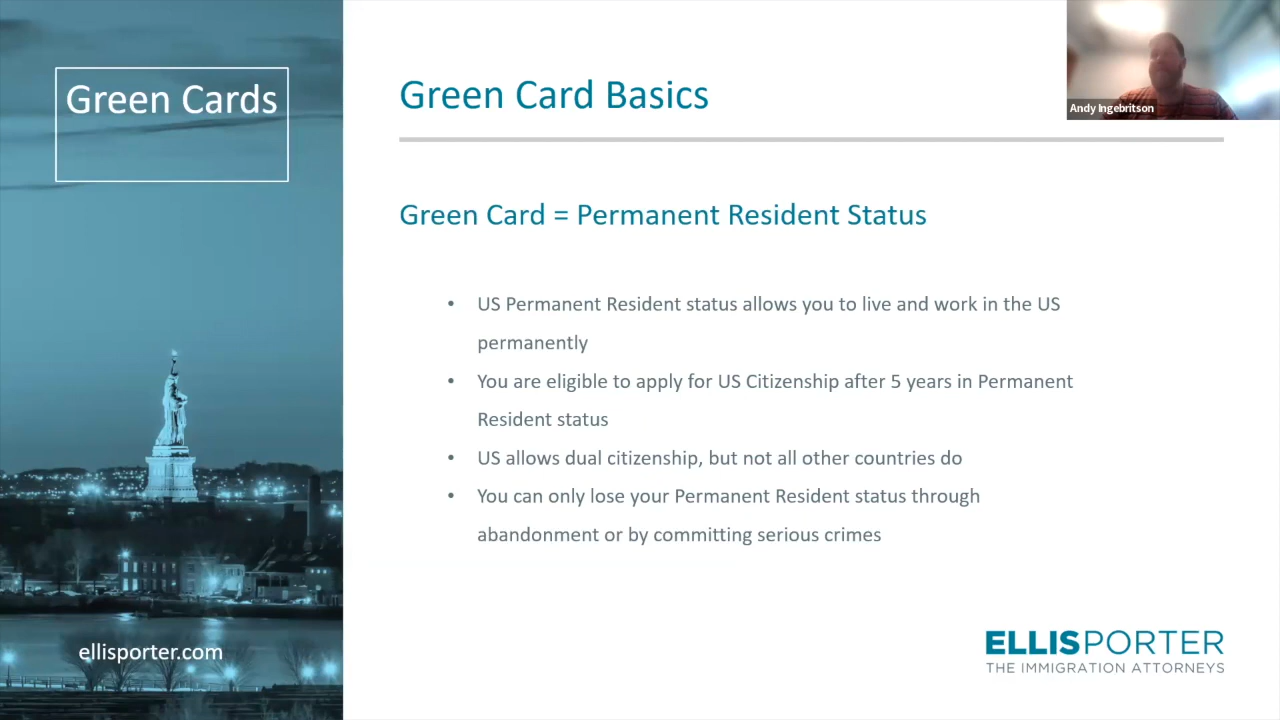 Green Cards
Green Card Basics
Andy Ingebritson
Green Card = Permanent Resident Status
• US Permanent Resident status allows you to live and work in the US
permanently
• You are eligible to apply for US Citizenship after 5 years in Permanent
Resident status
• US allows dual citizenship, but not all other countries do
• You can only lose your Permanent Resident status through
abandonment or by committing serious crimes
ellisporter.com
ELLISPORTER
THE IMMIGRATION ATTORNEYS